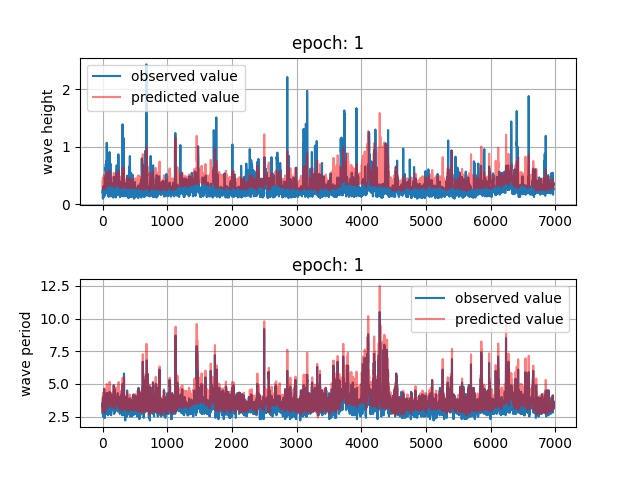 epoch: 1
observed value
predicted value
wave height
2
1
0
0 1000 2000 3000 4000 5000 6000 7000
epoch: 1
observed value
predicted value
wave period
12.5
10.0
7.5
5.0
2.5
0 1000 2000 3000 4000 5000 6000 7000